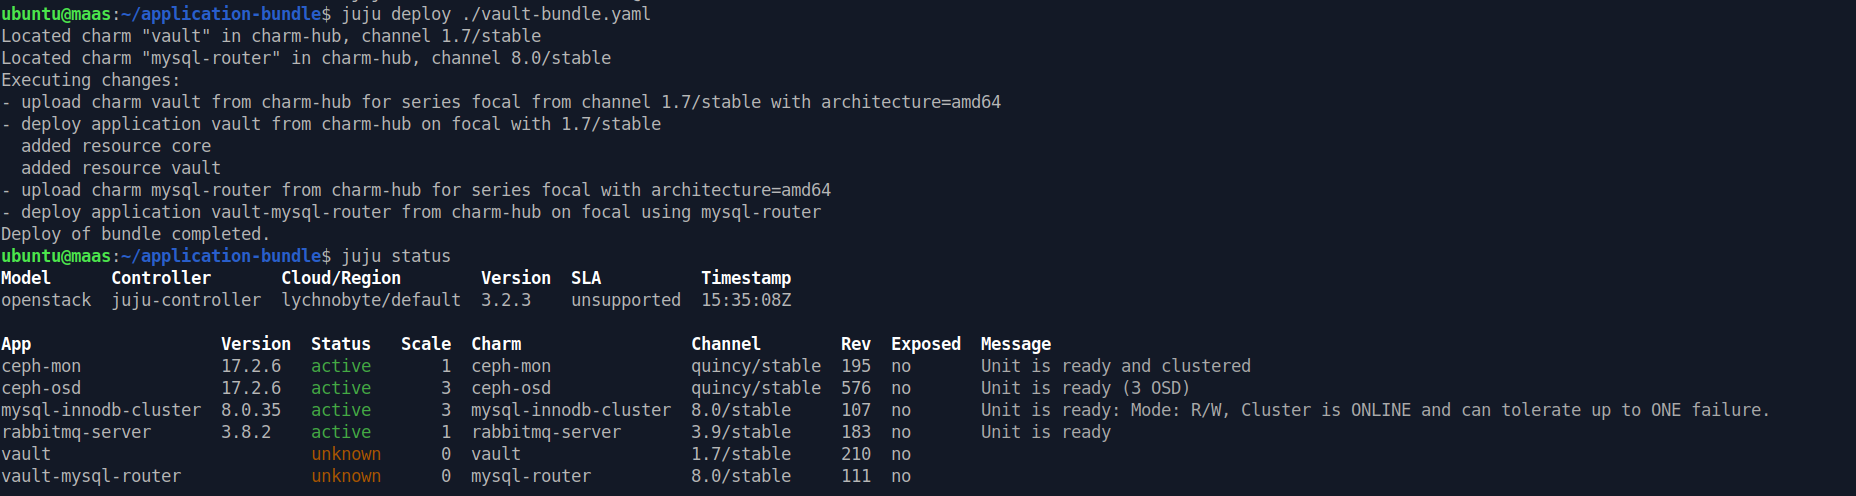 ubuntu@maas:~/application-bundle$ juju deploy ./vault-bundle.yaml
Located charm "vault" in charm-hub, channel 1.7/stable
Located charm "mysql-router" in charm-hub, channel 8.0/stable
Executing changes:
- upload charm vault from charm-hub for series focal from channel 1.7/stable with architecture=amd64
- deploy application vault from charm-hub on focal with 1.7/stable
  added resource core
  added resource vault
- upload charm mysql-router from charm-hub for series focal with architecture=amd64
- deploy application vault-mysql-router from charm-hub on focal using mysql-router
Deploy of bundle completed.
ubuntu@maas:~/application-bundle$ juju status
Model      Controller       Cloud/Region        Version  SLA          Timestamp
openstack  juju-controller  lychnobyte/default  3.2.3    unsupported  15:35:08Z

App                   Version  Status   Scale  Charm                 Channel        Rev  Exposed  Message
ceph-mon              17.2.6   active       1  ceph-mon              quincy/stable  195  no       Unit is ready and clustered
ceph-osd              17.2.6   active       3  ceph-osd              quincy/stable  576  no       Unit is ready (3 OSD)
mysql-innodb-cluster  8.0.35   active       3  mysql-innodb-cluster  8.0/stable     107  no       Unit is ready: Mode: R/W, Cluster is ONLINE and can tolerate up to ONE failure.
rabbitmq-server       3.8.2    active       1  rabbitmq-server       3.9/stable     183  no       Unit is ready
vault                          unknown      0  vault                 1.7/stable     210  no
vault-mysql-router             unknown      0  mysql-router          8.0/stable     111  no